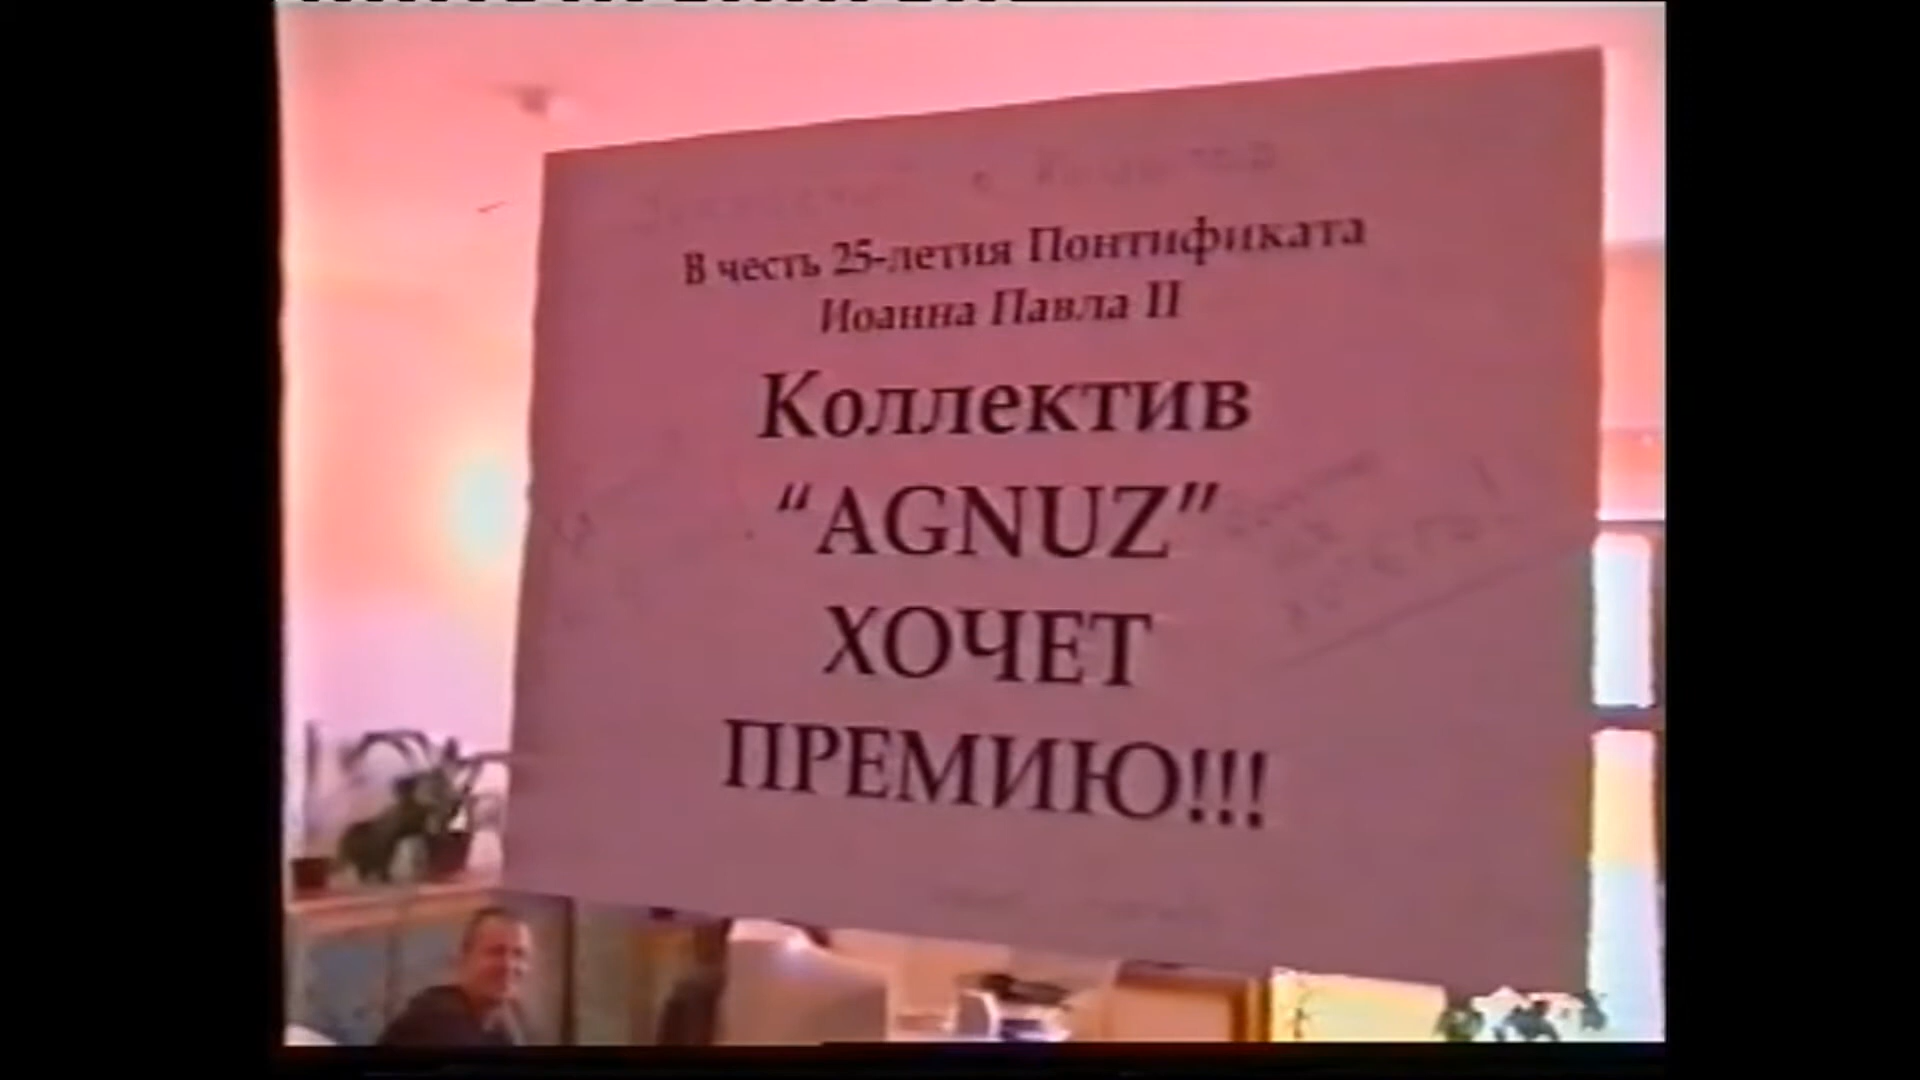 В честь 25-летия Понтификата
Иоанна Павла II
Коллектив
“AGNUZ”
ХОЧЕТ
ПРЕМИЮ!!!